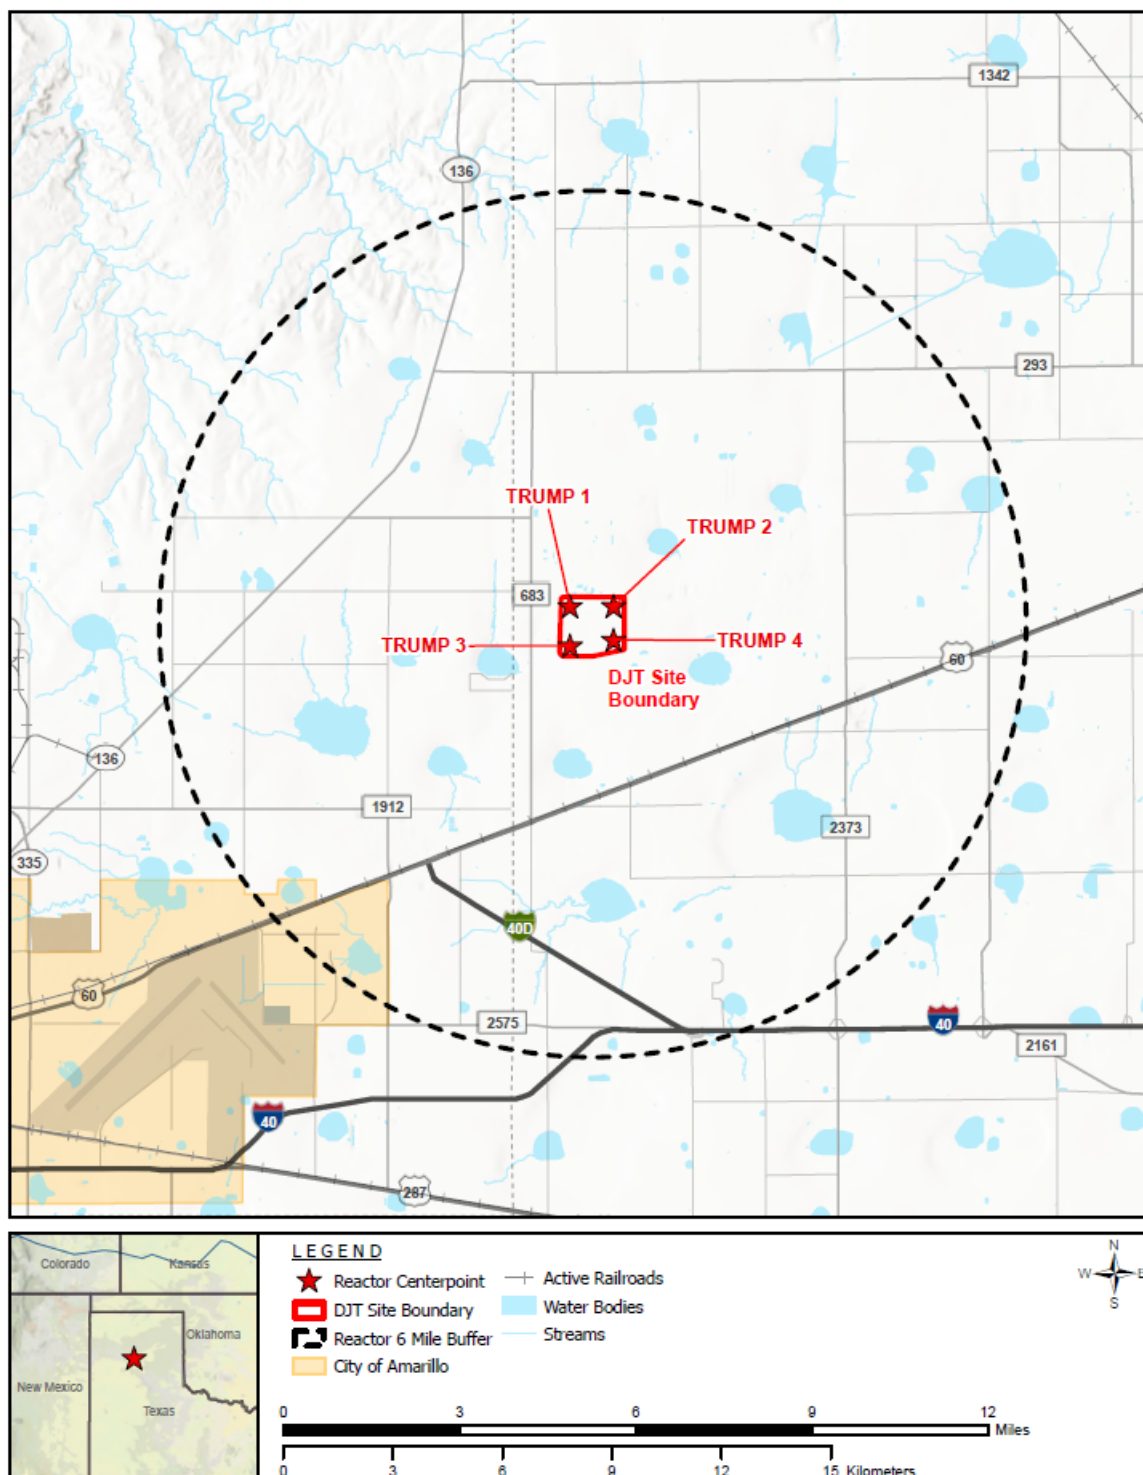 1342
136
293
TRUMP 1
TRUMP 2
683
TRUMP 3
TRUMP 4
60
DJT Site
Boundary
136
1912
2373
335
40D
60
2575
40
2161
40
287
Colorado
Kansas
Oklahoma
New Mexico
Texas
LEGEND
Reactor Centerpoint
DJT Site Boundary
Reactor 6 Mile Buffer
City of Amarillo
Active Railroads
Water Bodies
Streams
N
W E
S
0 3 6 9 12
Miles
0 3 6 9 12 15 Kilometers